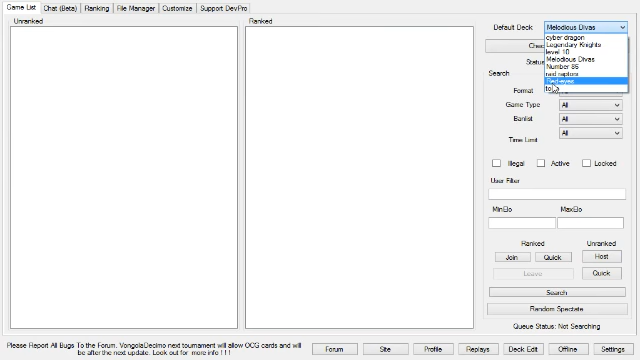 Game List Chat (Beta) Ranking File Manager Customize Support DevPro
Unranked
Ranked
Default Deck Melodious Divas
cyber dragon
Legendary Knights
level 10
Melodious Divas
Number 86
raid raptors
Red-eyes
Status
Search
Format
Game Type All
Banlist All
Time Limit All
Illegal Active Locked
User Filter
MinElo MaxElo
Ranked Unranked
Join Quick Host
Leave Quick
Search
Random Spectate
Queue Status: Not Searching
Please Report All Bugs To the Forum. VongolaDecimo next tournament will allow OCG cards and will
be after the next update. Look out for more info ! ! !
Forum Site Profile Replays Deck Edit Offline Settings